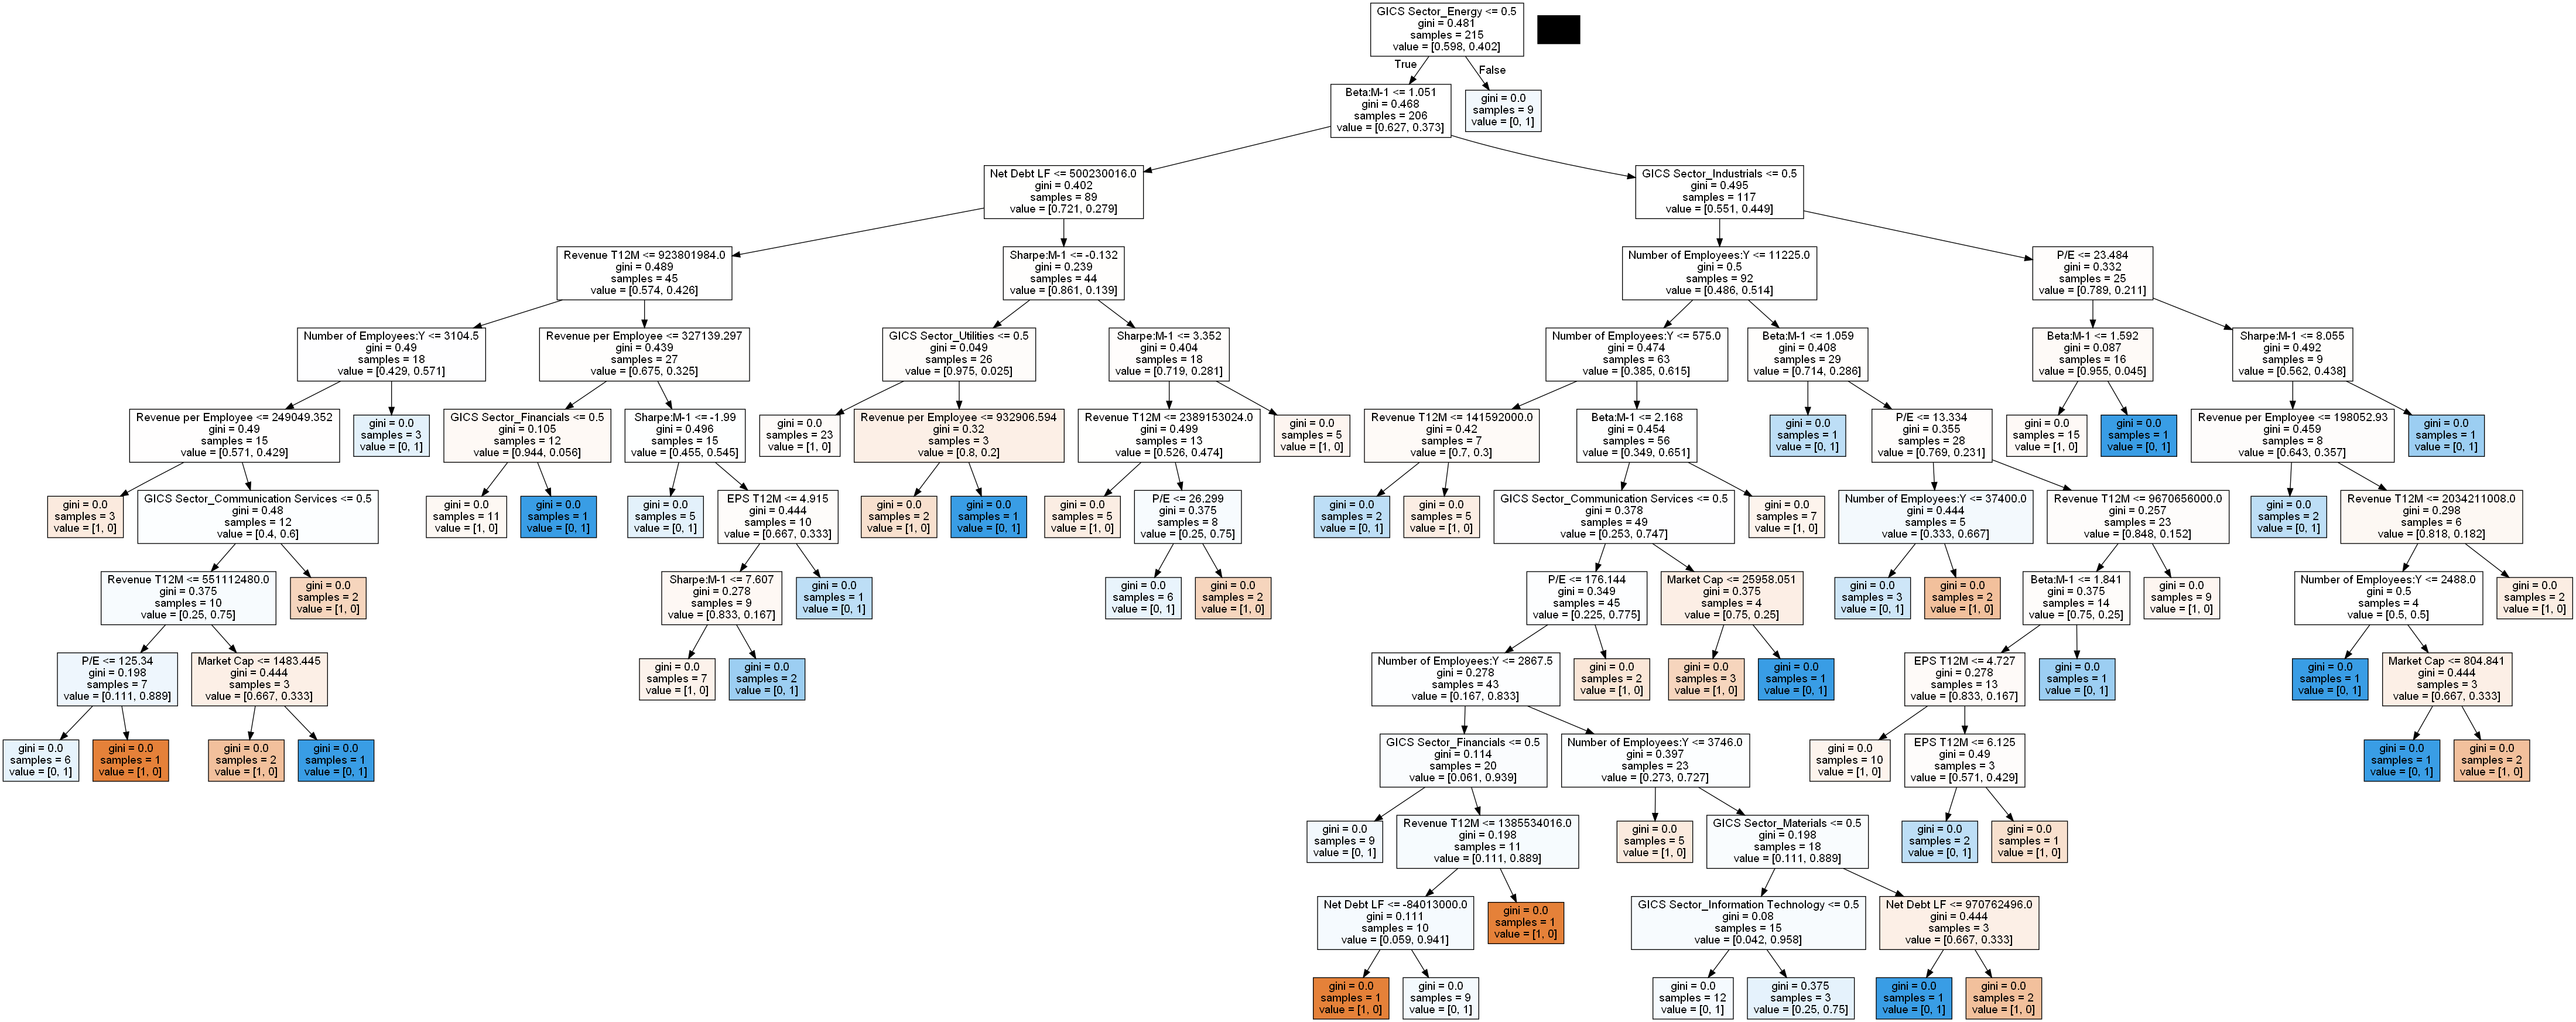 GICS Sector_Energy <= 0.5
gini = 0.481
samples = 215
value = [0.598, 0.402]
True
False
Beta:M-1 <= 1.051
gini = 0.468
samples = 206
value = [0.627, 0.373]
gini = 0.0
samples = 9
value = [0, 1]
Net Debt LF <= 500230016.0
gini = 0.402
samples = 89
value = [0.721, 0.279]
GICS Sector_Industrials <= 0.5
gini = 0.495
samples = 117
value = [0.551, 0.449]
Revenue T12M <= 923801984.0
gini = 0.489
samples = 45
value = [0.574, 0.426]
Sharpe:M-1 <= -0.132
gini = 0.239
samples = 44
value = [0.861, 0.139]
Number of Employees:Y <= 11225.0
gini = 0.5
samples = 92
value = [0.486, 0.514]
P/E <= 23.484
gini = 0.332
samples = 25
value = [0.789, 0.211]
Number of Employees:Y <= 3104.5
gini = 0.49
samples = 18
value = [0.429, 0.571]
Revenue per Employee <= 327139.297
gini = 0.439
samples = 27
value = [0.675, 0.325]
GICS Sector_Utilities <= 0.5
gini = 0.049
samples = 26
value = [0.975, 0.025]
Sharpe:M-1 <= 3.352
gini = 0.404
samples = 18
value = [0.719, 0.281]
Number of Employees:Y <= 575.0
gini = 0.474
samples = 63
value = [0.385, 0.615]
Beta:M-1 <= 1.059
gini = 0.408
samples = 29
value = [0.714, 0.286]
Beta:M-1 <= 1.592
gini = 0.087
samples = 16
value = [0.955, 0.045]
Sharpe:M-1 <= 8.055
gini = 0.492
samples = 9
value = [0.562, 0.438]
Revenue per Employee <= 249049.352
gini = 0.49
samples = 15
value = [0.571, 0.429]
gini = 0.0
samples = 3
value = [0, 1]
GICS Sector_Financials <= 0.5
gini = 0.105
samples = 12
value = [0.944, 0.056]
Sharpe:M-1 <= -1.99
gini = 0.496
samples = 15
value = [0.455, 0.545]
gini = 0.0
samples = 23
value = [1, 0]
Revenue per Employee <= 932906.594
gini = 0.32
samples = 3
value = [0.8, 0.2]
Revenue T12M <= 2389153024.0
gini = 0.499
samples = 13
value = [0.526, 0.474]
gini = 0.0
samples = 5
value = [1, 0]
Revenue T12M <= 141592000.0
gini = 0.42
samples = 7
value = [0.7, 0.3]
Beta:M-1 <= 2.168
gini = 0.454
samples = 56
value = [0.349, 0.651]
gini = 0.0
samples = 1
value = [0, 1]
P/E <= 13.334
gini = 0.355
samples = 28
value = [0.769, 0.231]
gini = 0.0
samples = 15
value = [1, 0]
gini = 0.0
samples = 1
value = [0, 1]
Revenue per Employee <= 198052.93
gini = 0.459
samples = 8
value = [0.643, 0.357]
gini = 0.0
samples = 1
value = [0, 1]
gini = 0.0
samples = 3
value = [1, 0]
GICS Sector_Communication Services <= 0.5
gini = 0.48
samples = 12
value = [0.4, 0.6]
gini = 0.0
samples = 11
value = [1, 0]
gini = 0.0
samples = 1
value = [0, 1]
gini = 0.0
samples = 5
value = [0, 1]
EPS T12M <= 4.915
gini = 0.444
samples = 10
value = [0.667, 0.333]
gini = 0.0
samples = 2
value = [1, 0]
gini = 0.0
samples = 1
value = [0, 1]
gini = 0.0
samples = 5
value = [1, 0]
P/E <= 26.299
gini = 0.375
samples = 8
value = [0.25, 0.75]
gini = 0.0
samples = 2
value = [0, 1]
gini = 0.0
samples = 5
value = [1, 0]
GICS Sector_Communication Services <= 0.5
gini = 0.378
samples = 49
value = [0.253, 0.747]
gini = 0.0
samples = 7
value = [1, 0]
Number of Employees:Y <= 37400.0
gini = 0.444
samples = 5
value = [0.333, 0.667]
Revenue T12M <= 9670656000.0
gini = 0.257
samples = 23
value = [0.848, 0.152]
gini = 0.0
samples = 2
value = [0, 1]
Revenue T12M <= 2034211008.0
gini = 0.298
samples = 6
value = [0.818, 0.182]
Revenue T12M <= 551112480.0
gini = 0.375
samples = 10
value = [0.25, 0.75]
gini = 0.0
samples = 2
value = [1, 0]
Sharpe:M-1 <= 7.607
gini = 0.278
samples = 9
value = [0.833, 0.167]
gini = 0.0
samples = 1
value = [0, 1]
gini = 0.0
samples = 6
value = [0, 1]
gini = 0.0
samples = 2
value = [1, 0]
P/E <= 176.144
gini = 0.349
samples = 45
value = [0.225, 0.775]
Market Cap <= 25958.051
gini = 0.375
samples = 4
value = [0.75, 0.25]
gini = 0.0
samples = 3
value = [0, 1]
gini = 0.0
samples = 2
value = [1, 0]
Beta:M-1 <= 1.841
gini = 0.375
samples = 14
value = [0.75, 0.25]
gini = 0.0
samples = 9
value = [1, 0]
Number of Employees:Y <= 2488.0
gini = 0.5
samples = 4
value = [0.5, 0.5]
gini = 0.0
samples = 2
value = [1, 0]
P/E <= 125.34
gini = 0.198
samples = 7
value = [0.111, 0.889]
Market Cap <= 1483.445
gini = 0.444
samples = 3
value = [0.667, 0.333]
gini = 0.0
samples = 7
value = [1, 0]
gini = 0.0
samples = 2
value = [0, 1]
Number of Employees:Y <= 2867.5
gini = 0.278
samples = 43
value = [0.167, 0.833]
gini = 0.0
samples = 2
value = [1, 0]
gini = 0.0
samples = 3
value = [1, 0]
gini = 0.0
samples = 1
value = [0, 1]
EPS T12M <= 4.727
gini = 0.278
samples = 13
value = [0.833, 0.167]
gini = 0.0
samples = 1
value = [0, 1]
gini = 0.0
samples = 1
value = [0, 1]
Market Cap <= 804.841
gini = 0.444
samples = 3
value = [0.667, 0.333]
gini = 0.0
samples = 6
value = [0, 1]
gini = 0.0
samples = 1
value = [1, 0]
gini = 0.0
samples = 2
value = [1, 0]
gini = 0.0
samples = 1
value = [0, 1]
GICS Sector_Financials <= 0.5
gini = 0.114
samples = 20
value = [0.061, 0.939]
Number of Employees:Y <= 3746.0
gini = 0.397
samples = 23
value = [0.273, 0.727]
gini = 0.0
samples = 10
value = [1, 0]
EPS T12M <= 6.125
gini = 0.49
samples = 3
value = [0.571, 0.429]
gini = 0.0
samples = 1
value = [0, 1]
gini = 0.0
samples = 2
value = [1, 0]
gini = 0.0
samples = 9
value = [0, 1]
Revenue T12M <= 1385534016.0
gini = 0.198
samples = 11
value = [0.111, 0.889]
gini = 0.0
samples = 5
value = [1, 0]
GICS Sector_Materials <= 0.5
gini = 0.198
samples = 18
value = [0.111, 0.889]
gini = 0.0
samples = 2
value = [0, 1]
gini = 0.0
samples = 1
value = [1, 0]
Net Debt LF <= -84013000.0
gini = 0.111
samples = 10
value = [0.059, 0.941]
gini = 0.0
samples = 1
value = [1, 0]
GICS Sector_Information Technology <= 0.5
gini = 0.08
samples = 15
value = [0.042, 0.958]
Net Debt LF <= 970762496.0
gini = 0.444
samples = 3
value = [0.667, 0.333]
gini = 0.0
samples = 1
value = [1, 0]
gini = 0.0
samples = 9
value = [0, 1]
gini = 0.0
samples = 12
value = [0, 1]
gini = 0.375
samples = 3
value = [0.25, 0.75]
gini = 0.0
samples = 1
value = [0, 1]
gini = 0.0
samples = 2
value = [1, 0]